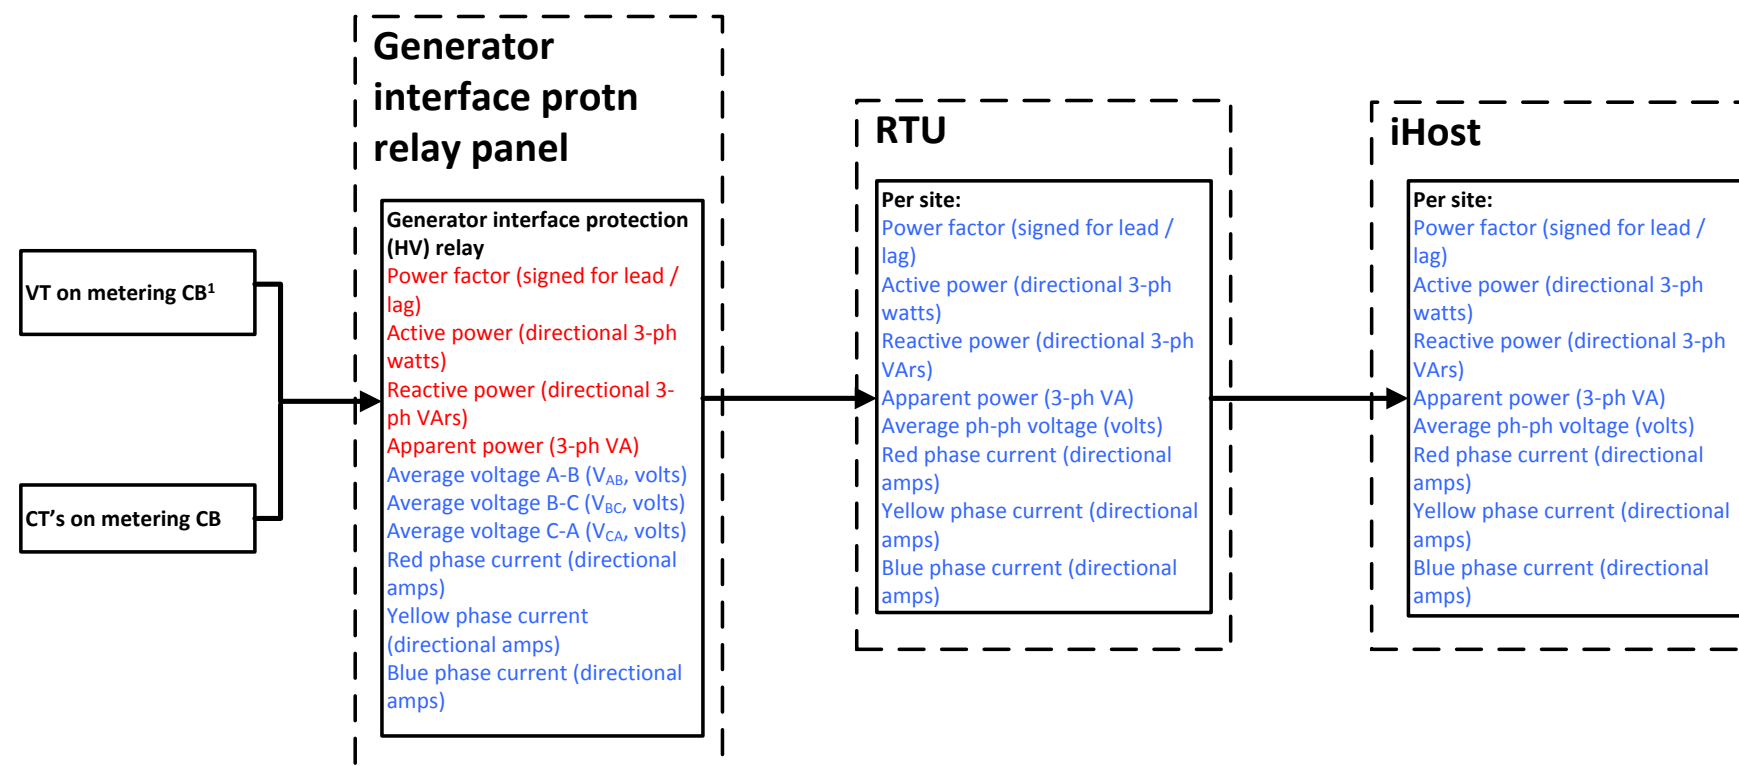 Generator
interface protn
relay panel
Generator interface protection
(HV) relay
Power factor (signed for lead /
lag)
Active power (directional 3-ph
watts)
Reactive power (directional 3-
ph VArs)
Apparent power (3-ph VA)
Average voltage A-B (V_AB, volts)
Average voltage B-C (V_BC, volts)
Average voltage C-A (V_CA, volts)
Red phase current (directional
amps)
Yellow phase current
(directional amps)
Blue phase current (directional
amps)
VT on metering CB¹
CT's on metering CB
RTU
Per site:
Power factor (signed for lead /
lag)
Active power (directional 3-ph
watts)
Reactive power (directional 3-ph
VArs)
Apparent power (3-ph VA)
Average ph-ph voltage (volts)
Red phase current (directional
amps)
Yellow phase current (directional
amps)
Blue phase current (directional
amps)
iHost
Per site:
Power factor (signed for lead /
lag)
Active power (directional 3-ph
watts)
Reactive power (directional 3-ph
VArs)
Apparent power (3-ph VA)
Average ph-ph voltage (volts)
Red phase current (directional
amps)
Yellow phase current (directional
amps)
Blue phase current (directional
amps)